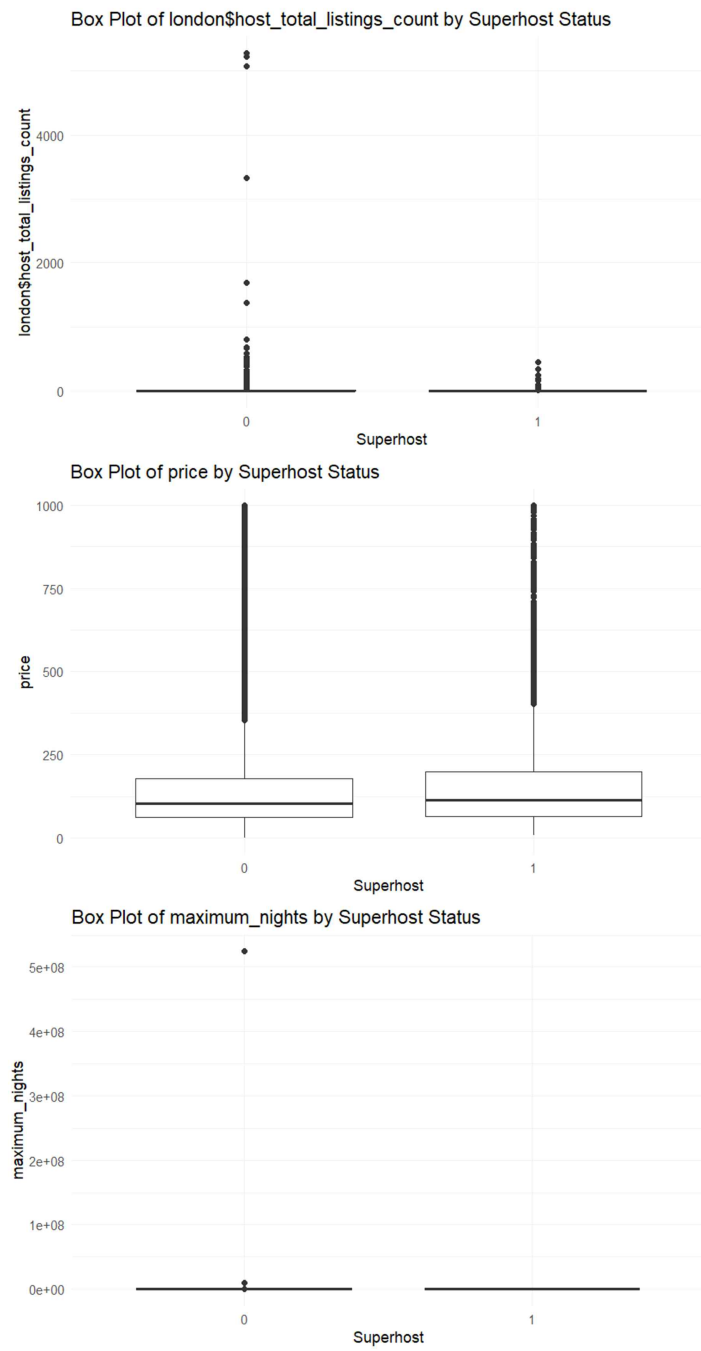 Box Plot of london$host_total_listings_count by Superhost Status
london$host_total_listings_count
4000
2000
0
0 1
Superhost
Box Plot of price by Superhost Status
price
1000
750
500
250
0
0 1
Superhost
Box Plot of maximum_nights by Superhost Status
maximum_nights
5e+08
4e+08
3e+08
2e+08
1e+08
0e+00
0 1
Superhost